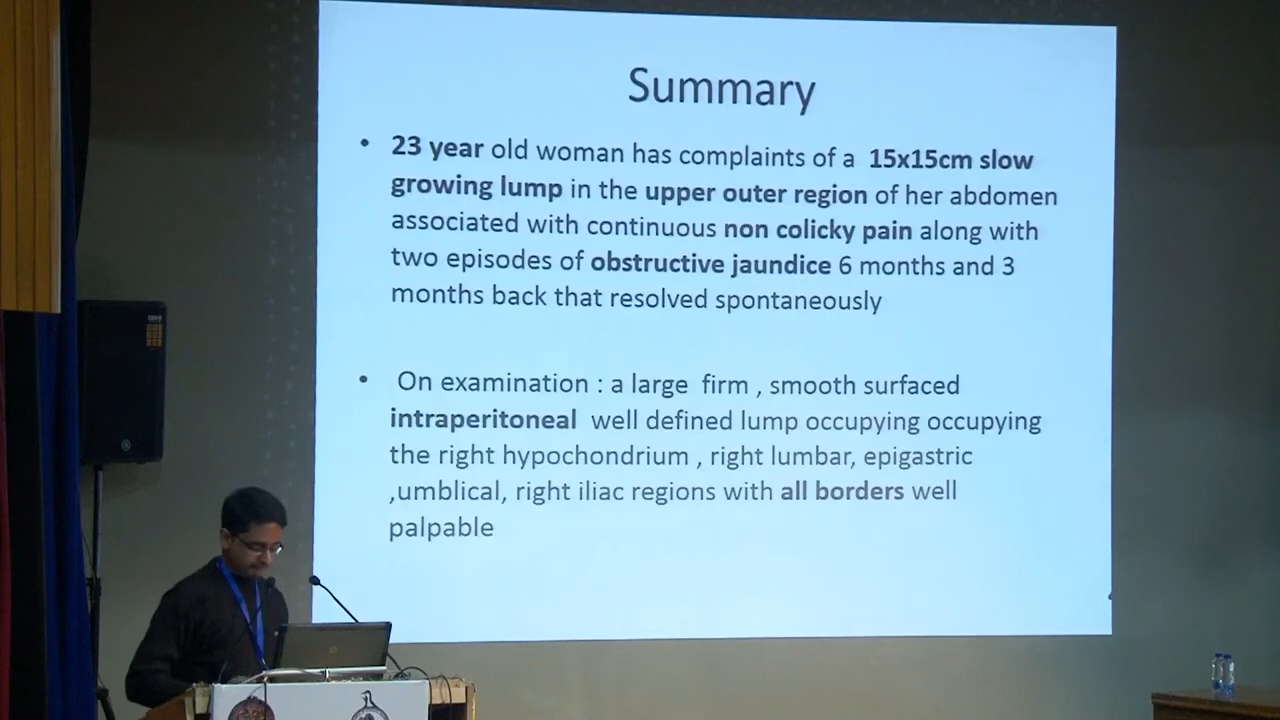 Summary
• 23 year old woman has complaints of a 15x15cm slow
growing lump in the upper outer region of her abdomen
associated with continuous non colicky pain along with
two episodes of obstructive jaundice 6 months and 3
months back that resolved spontaneously
• On examination : a large firm , smooth surfaced
intraperitoneal well defined lump occupying occupying
the right hypochondrium , right lumbar, epigastric
,umblical, right iliac regions with all borders well
palpable